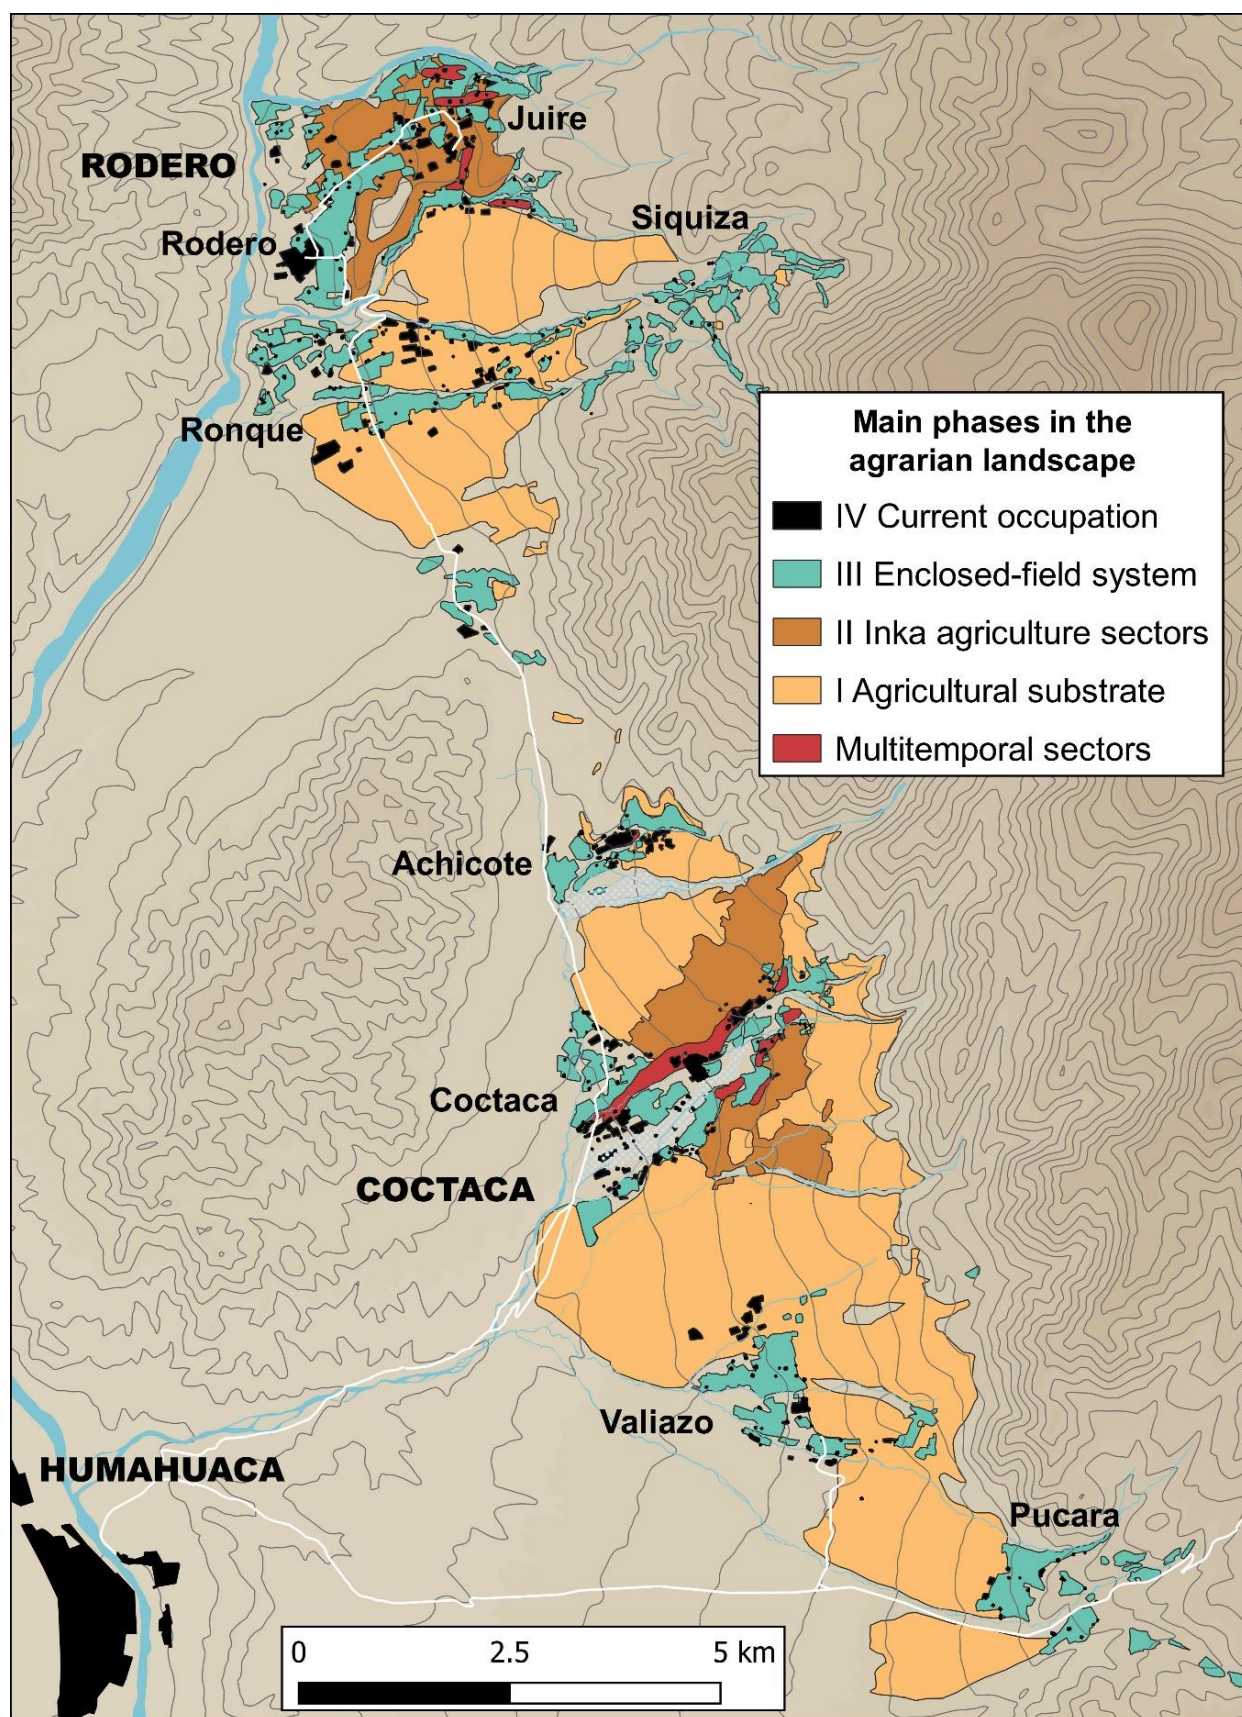 Juire
RODERO
Siquiza
Rodero
Ronque
Main phases in the
agrarian landscape
IV Current occupation
III Enclosed-field system
II Inka agriculture sectors
I Agricultural substrate
Multitemporal sectors
Achicote
Coctaca
COCTACA
Valiazo
HUMAHUACA
Pucara
0 2.5 5 km